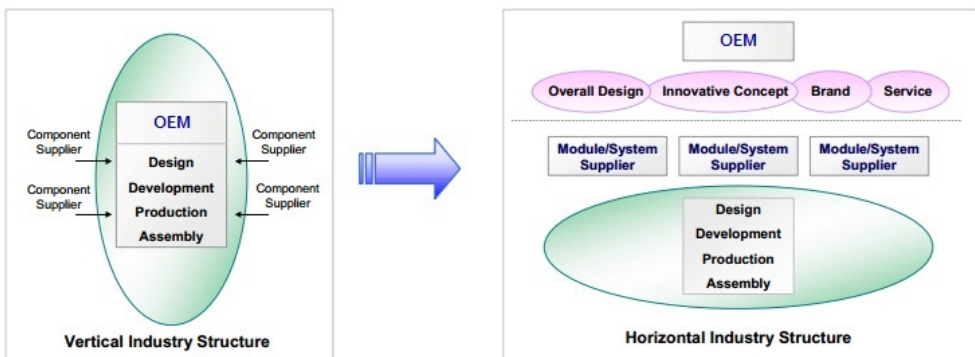 OEM
Component
Supplier
Component
Supplier
Design
Development
Component
Supplier
Component
Supplier
Production
Assembly
Vertical Industry Structure
OEM
Overall Design
Innovative Concept
Brand
Service
Module/System
Supplier
Module/System
Supplier
Module/System
Supplier
Design
Development
Production
Assembly
Horizontal Industry Structure